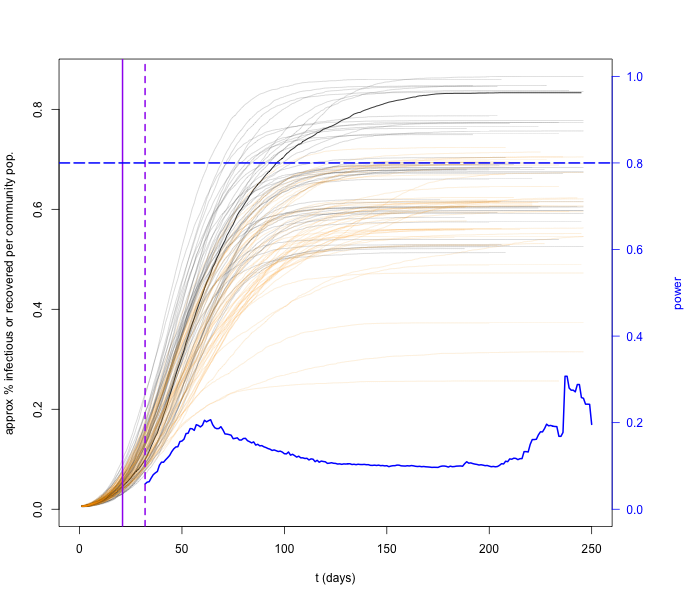 approx % infectious or recovered per community pop.
0.8
0.6
0.4
0.2
0.0
1.0
0.8
0.6
0.4
0.2
0.0
power
0 50 100 150 200 250
t (days)